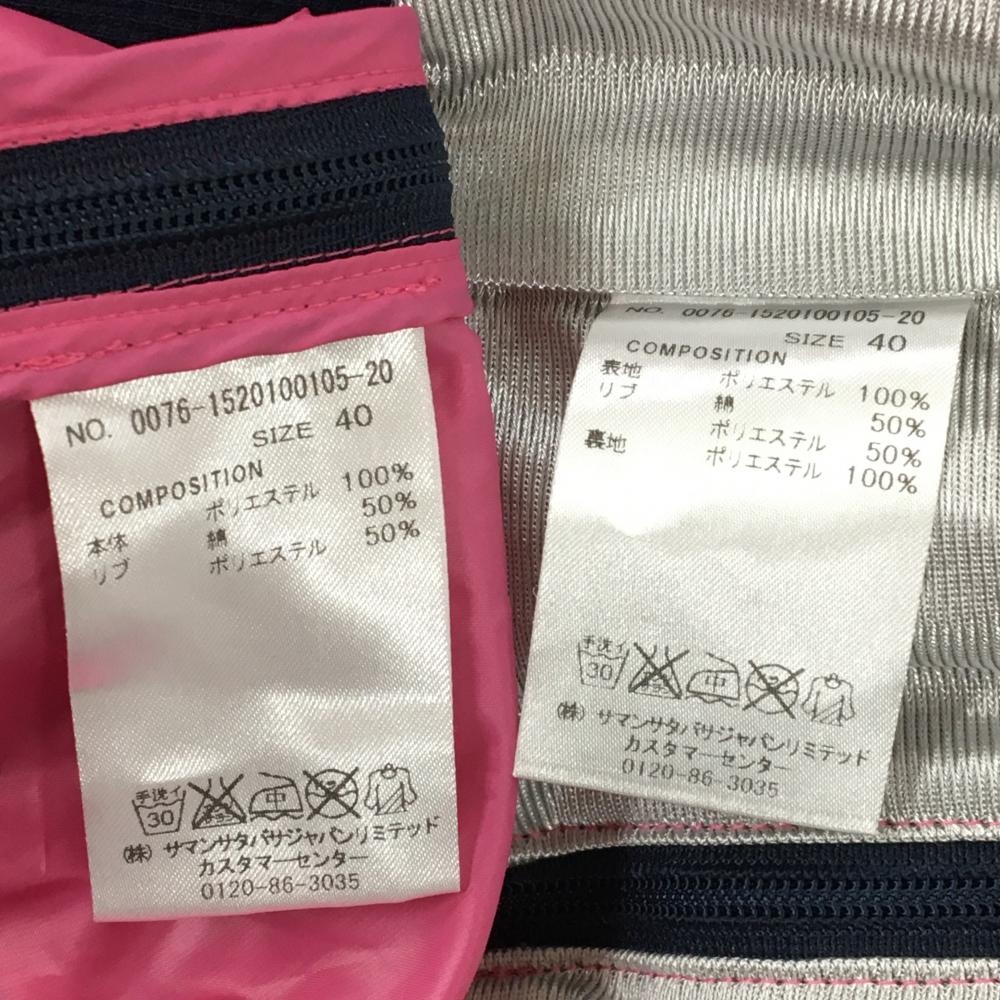 NO. 0076-1520100105-20
SIZE 40
COMPOSITION
本体 ポリエステル 100%
リブ 綿 50%
ポリエステル 50%
手洗イ
30
中
(株) サマンサタバサジャパンリミテッド
カスタマーセンター
0120-86-3035
NO. 0076-1520100105-20
SIZE 40
COMPOSITION
表地 ポリエステル 100%
リブ 綿 50%
ポリエステル 50%
裏地 ポリエステル 100%
手洗イ
30
中
(株) サマンサタバサジャパンリミテッド
カスタマーセンター
0120-86-3035